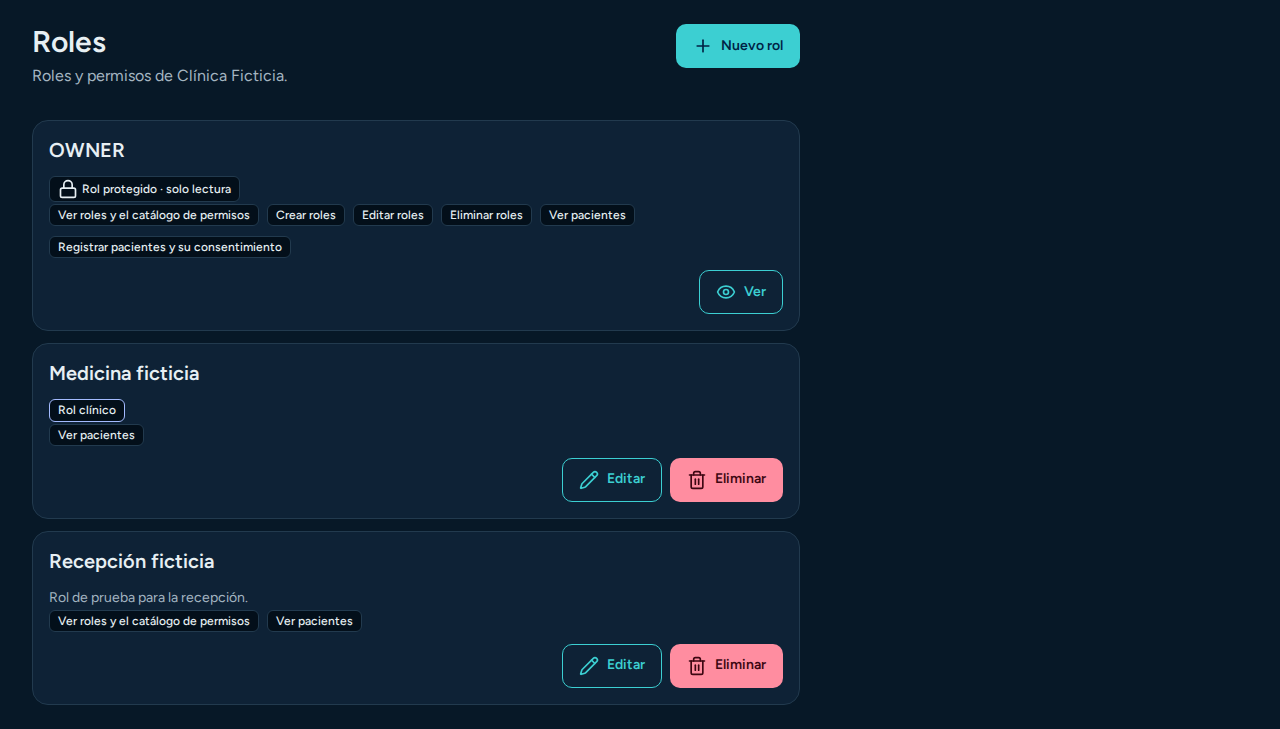 Roles
Nuevo rol
Roles y permisos de Clínica Ficticia.
OWNER
Rol protegido · solo lectura
Ver roles y el catálogo de permisos Crear roles Editar roles Eliminar roles Ver pacientes
Registrar pacientes y su consentimiento
Ver
Medicina ficticia
Rol clínico
Ver pacientes
Editar Eliminar
Recepción ficticia
Rol de prueba para la recepción.
Ver roles y el catálogo de permisos Ver pacientes
Editar Eliminar